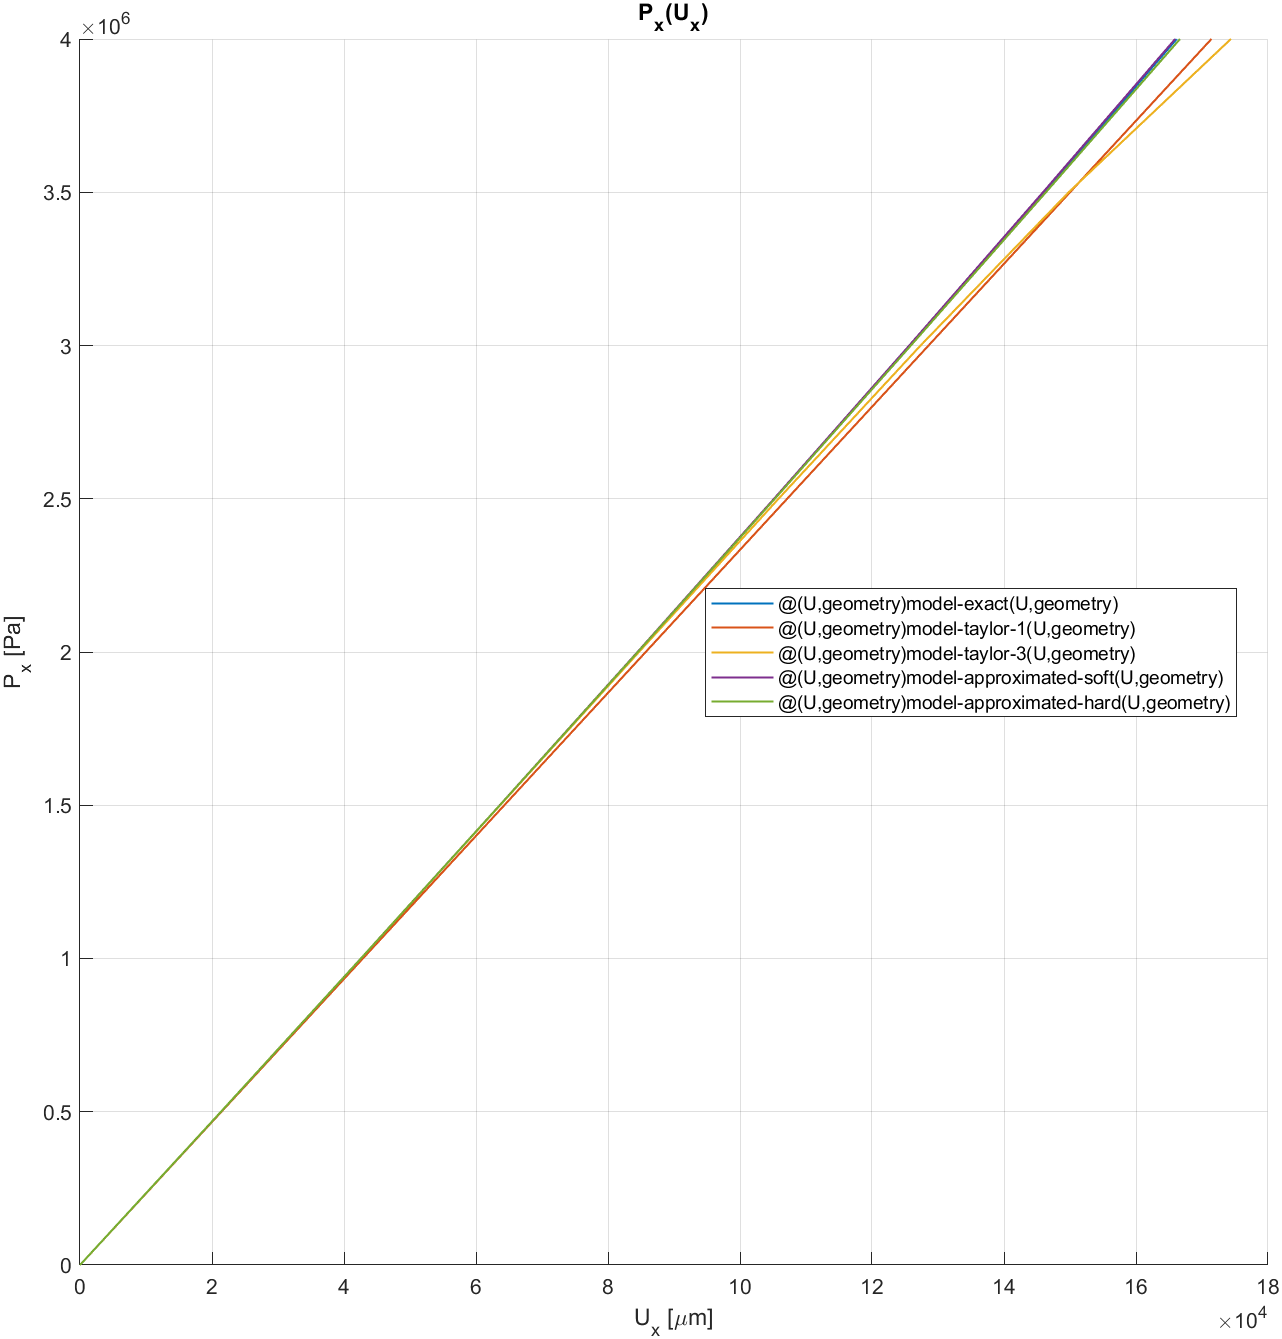 P_x(U_x)
×10^6
4
3.5
3
2.5
2
1.5
1
0.5
0
P_x [Pa]
@(U,geometry)model-exact(U,geometry)
@(U,geometry)model-taylor-1(U,geometry)
@(U,geometry)model-taylor-3(U,geometry)
@(U,geometry)model-approximated-soft(U,geometry)
@(U,geometry)model-approximated-hard(U,geometry)
0 2 4 6 8 10 12 14 16 18
U_x [μm]
×10^4